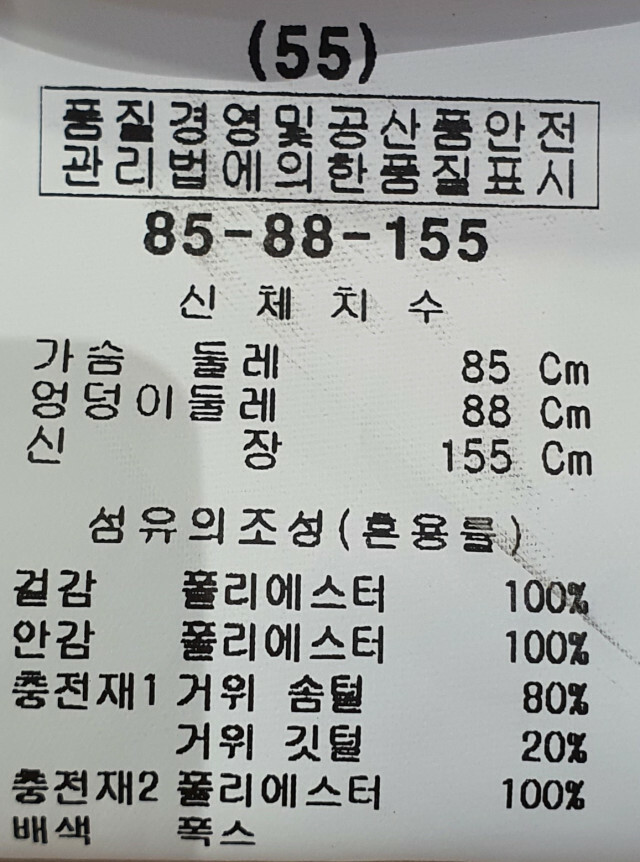 (55)
품질경영및공산품안전
관리법에의한품질표시
85-88-155
신 체 치 수
가슴 둘레 85 Cm
엉덩이둘레 88 Cm
신 장 155 Cm
섬유의조성(혼용률)
겉감 폴리에스터 100%
안감 폴리에스터 100%
충전재1 거위 솜털 80%
거위 깃털 20%
충전재2 폴리에스터 100%
배색 폭스